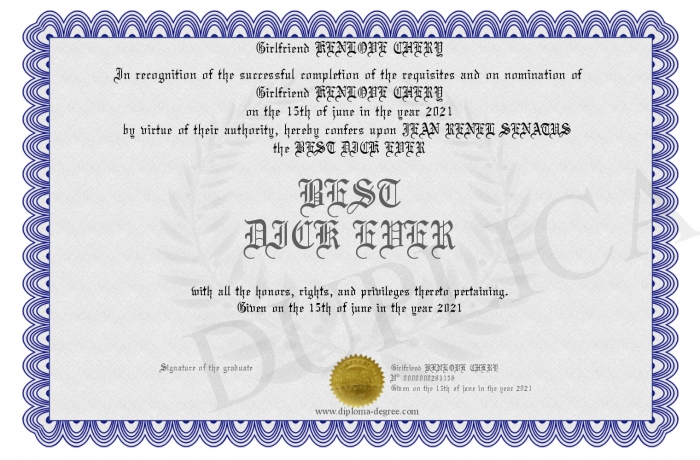 Girlfriend KENLOVE CHERY
In recognition of the successful completion of the requisites and on nomination of
Girlfriend KENLOVE CHERY
on the 15th of june in the year 2021
by virtue of their authority, hereby confers upon JEAN RENEL SENATUS
the BEST DICK EVER
BEST
DICK EVER
with all the honors, rights, and privileges thereto pertaining.
Given on the 15th of june in the year 2021
Signature of the graduate
Girlfriend KENLOVE CHERY
Nº 0000000283159
Given on the 15th of june in the year 2021
www.diploma-degree.com
DUPLICA